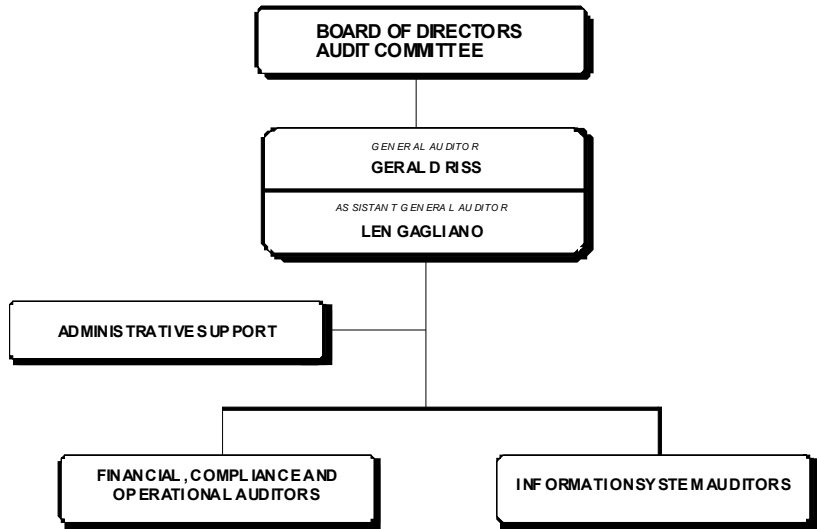 BOARD OF DIRECTORS
AUDIT COMMITTEE
GENERAL AUDITOR
GERALD RISS
ASSISTANT GENERAL AUDITOR
LEN GAGLIANO
ADMINISTRATIVE SUPPORT
FINANCIAL, COMPLIANCE AND
OPERATIONAL AUDITORS
INFORMATION SYSTEM AUDITORS